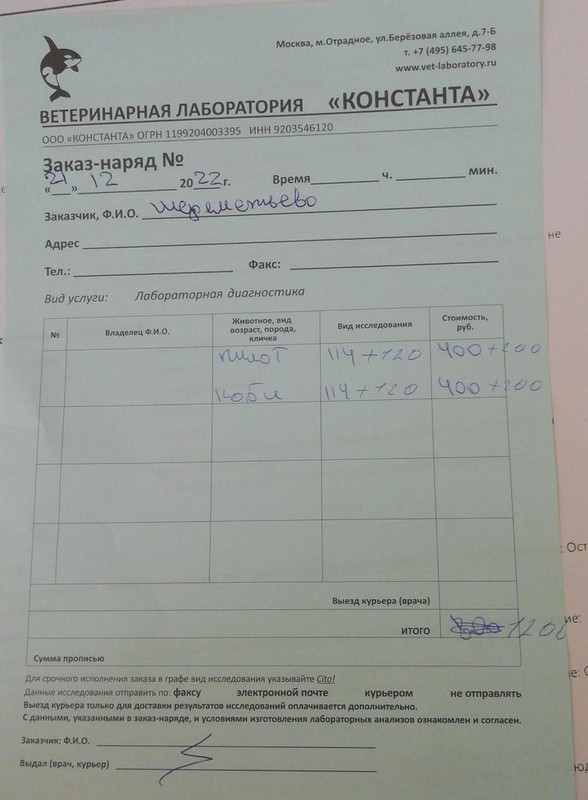 Москва, м.Отрадное, ул.Берёзовая аллея, д.7-Б
т. +7 (495) 645-77-98
www.vet-laboratory.ru
ВЕТЕРИНАРНАЯ ЛАБОРАТОРИЯ «КОНСТАНТА»
ООО «КОНСТАНТА» ОГРН 1199204003395 ИНН 9203546120
Заказ-наряд №
«21» 12 2022г. Время ч. мин.
Заказчик, Ф.И.О. Шереметьево
Адрес
Тел.: Факс:
Вид услуги: Лабораторная диагностика
№ Владелец Ф.И.О. Животное, вид возраст, порода, кличка Вид исследования Стоимость, руб.
Пилот 114+120 400+200
Коби 114+120 400+200
Выезд курьера (врача)
ИТОГО 1200
Сумма прописью
Для срочного исполнения заказа в графе вид исследования указывайте Cito!
Данные исследования отправить по: факсу электронной почте курьером не отправлять
Выезд курьера только для доставки результатов исследований оплачивается дополнительно.
С данными, указанными в заказ-наряде, и условиями изготовления лабораторных анализов ознакомлен и согласен.
Заказчик: Ф.И.О.
Выдал (врач, курьер)
не
: Ост